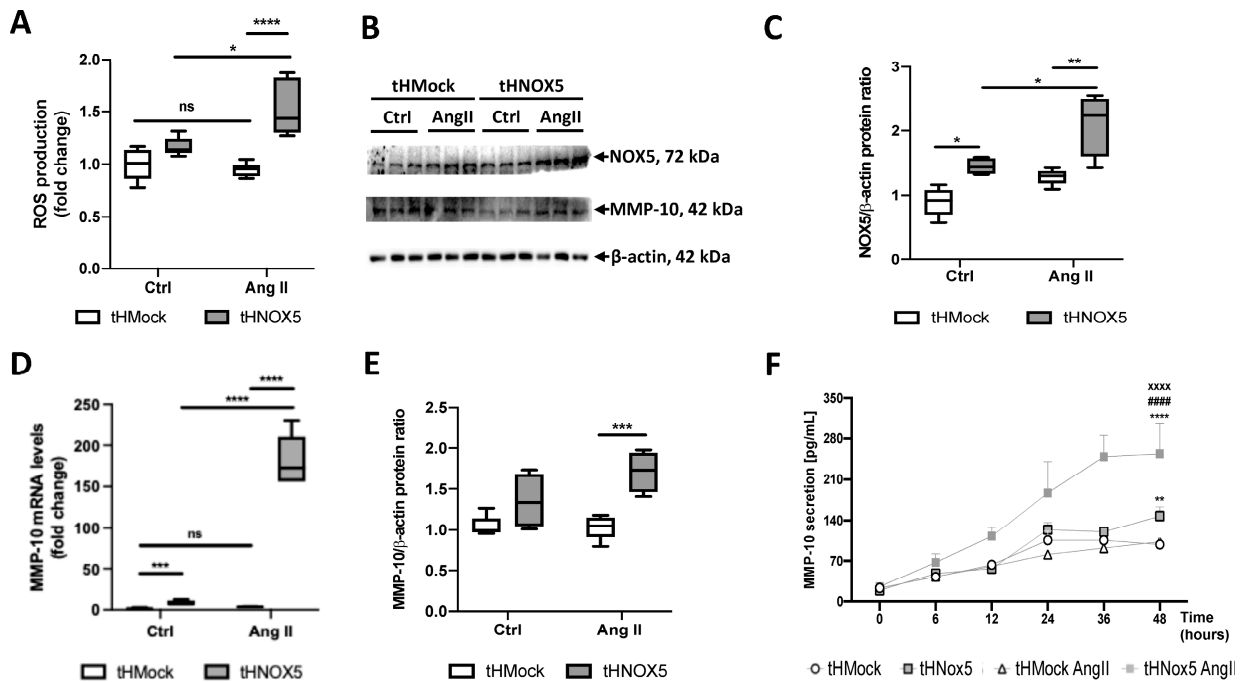 A
****
*
ns
ROS production
(fold change)
2.0
1.5
1.0
0.5
0.0
Ctrl
Ang II
tHMock
tHNOX5
B
tHMock
tHNOX5
Ctrl
AngII
Ctrl
AngII
NOX5, 72 kDa
MMP-10, 42 kDa
β-actin, 42 kDa
C
**
*
*
NOX5/β-actin protein ratio
3
2
1
0
Ctrl
Ang II
tHMock
tHNOX5
D
****
****
ns
***
MMP-10 mRNA levels
(fold change)
250
200
150
100
50
0
Ctrl
Ang II
tHMock
tHNOX5
E
***
MMP-10/β-actin protein ratio
2.5
2.0
1.5
1.0
0.5
0.0
Ctrl
Ang II
tHMock
tHNOX5
F
xxxx
####
****
**
MMP-10 secretion [pg/mL]
350
280
210
140
70
0
0
6
12
24
36
48
Time
(hours)
tHMock
tHNox5
tHMock AngII
tHNox5 AngII